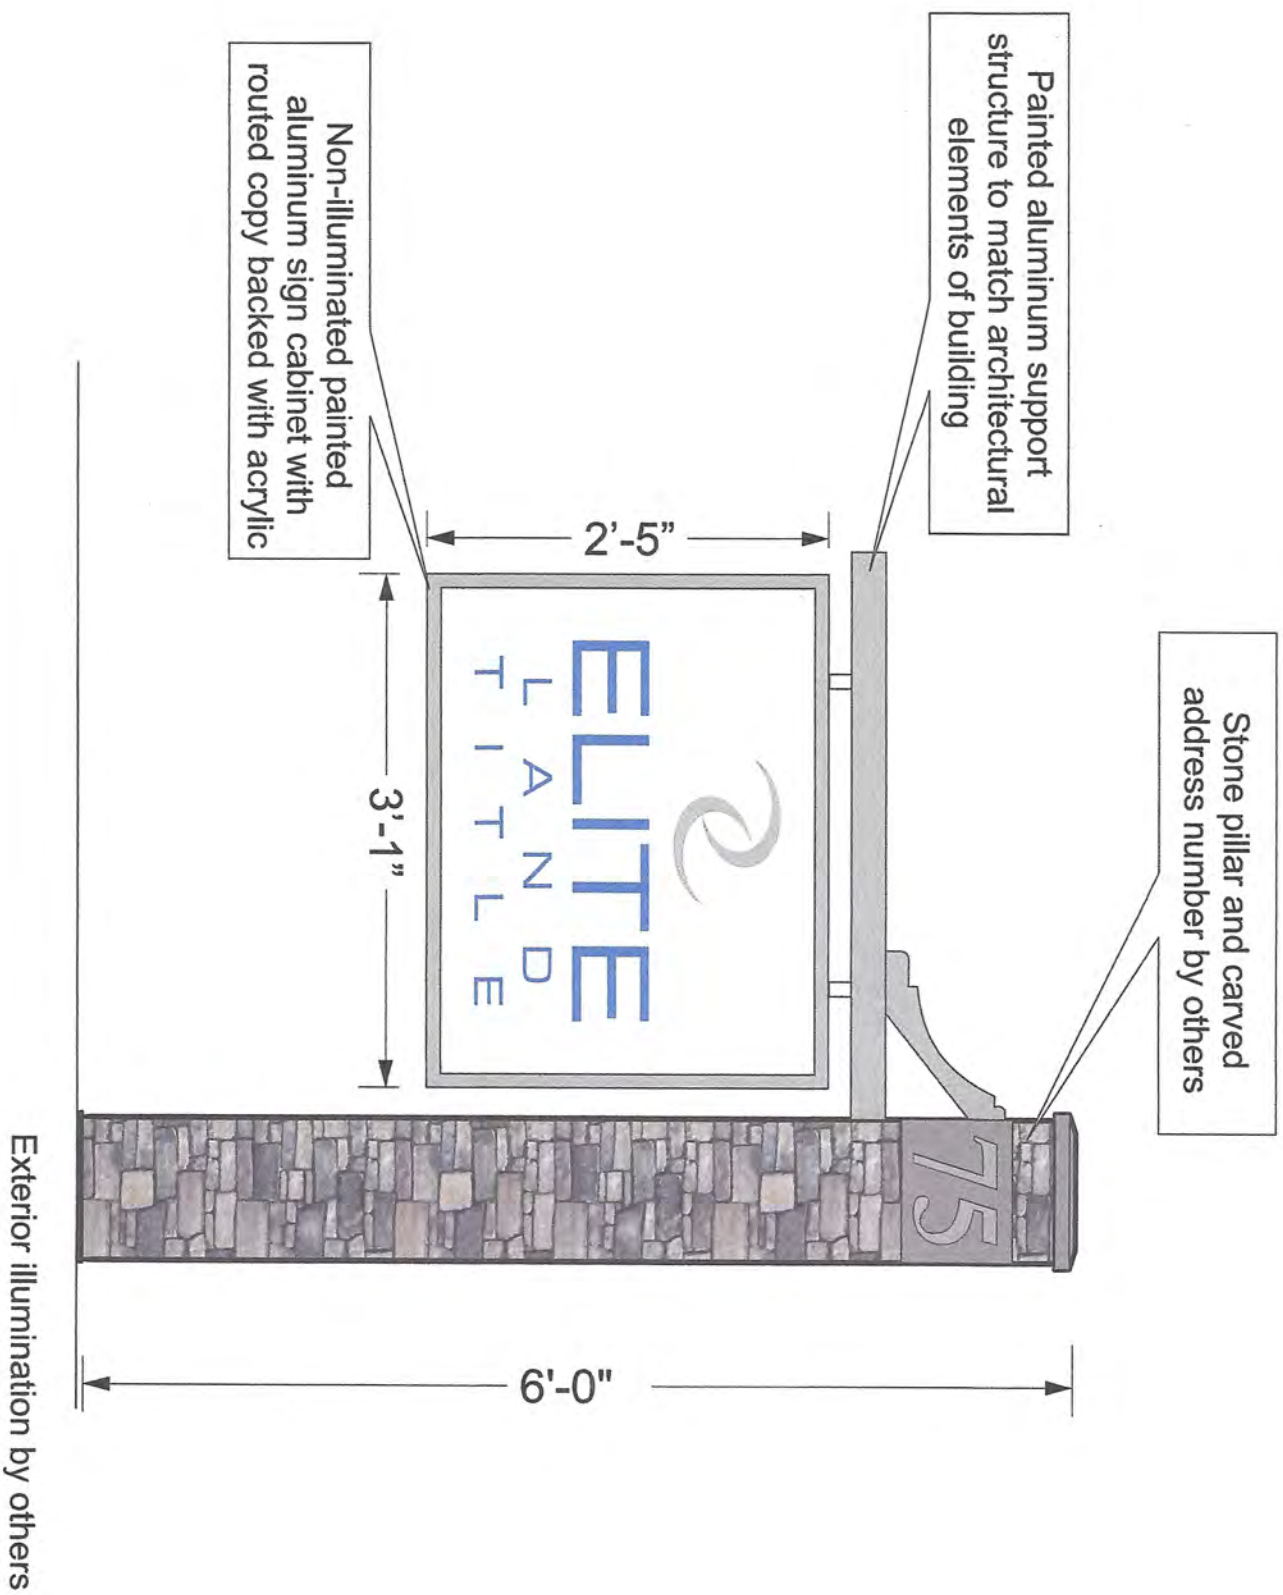 Stone pillar and carved
address number by others
Painted aluminum support
structure to match architectural
elements of building
75
2'-5”
ELITE
LAND
TITLE
6'-0"
3'-1”
Non-illuminated painted
aluminum sign cabinet with
routed copy backed with acrylic
Exterior illumination by others